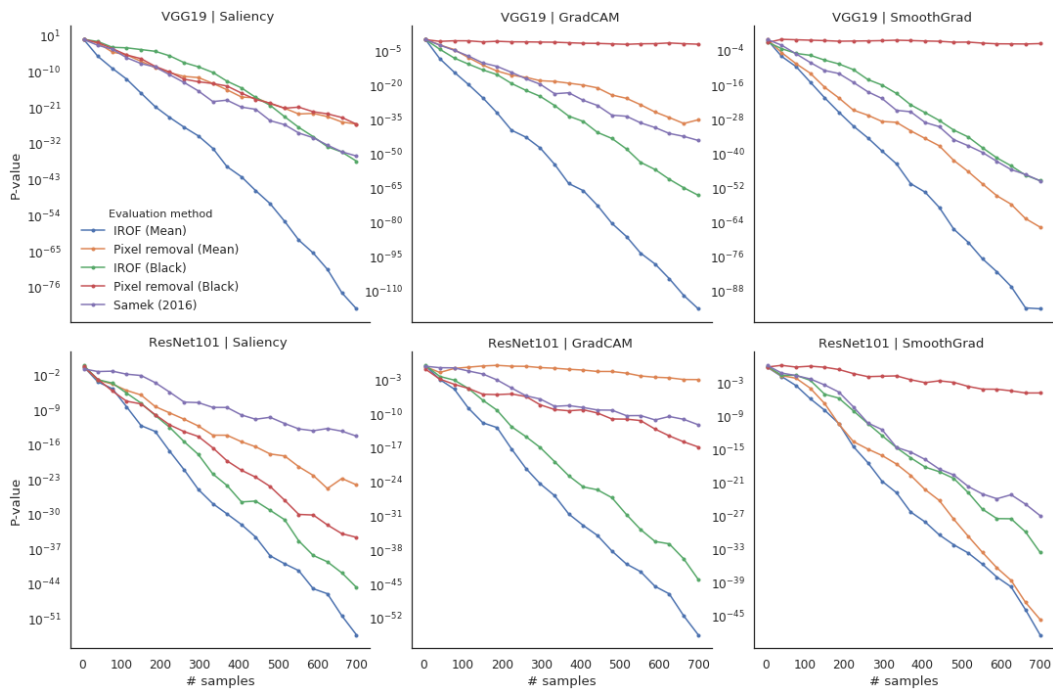 VGG19 | Saliency
VGG19 | GradCAM
VGG19 | SmoothGrad
P-value
10^1
10^-10
10^-21
10^-32
10^-43
10^-54
10^-65
10^-76
Evaluation method
IROF (Mean)
Pixel removal (Mean)
IROF (Black)
Pixel removal (Black)
Samek (2016)
10^-5
10^-20
10^-35
10^-50
10^-65
10^-80
10^-95
10^-110
10^-4
10^-16
10^-28
10^-40
10^-52
10^-64
10^-76
10^-88
ResNet101 | Saliency
ResNet101 | GradCAM
ResNet101 | SmoothGrad
P-value
10^-2
10^-9
10^-16
10^-23
10^-30
10^-37
10^-44
10^-51
10^-3
10^-10
10^-17
10^-24
10^-31
10^-38
10^-45
10^-52
10^-3
10^-9
10^-15
10^-21
10^-27
10^-33
10^-39
10^-45
0 100 200 300 400 500 600 700
0 100 200 300 400 500 600 700
0 100 200 300 400 500 600 700
# samples
# samples
# samples